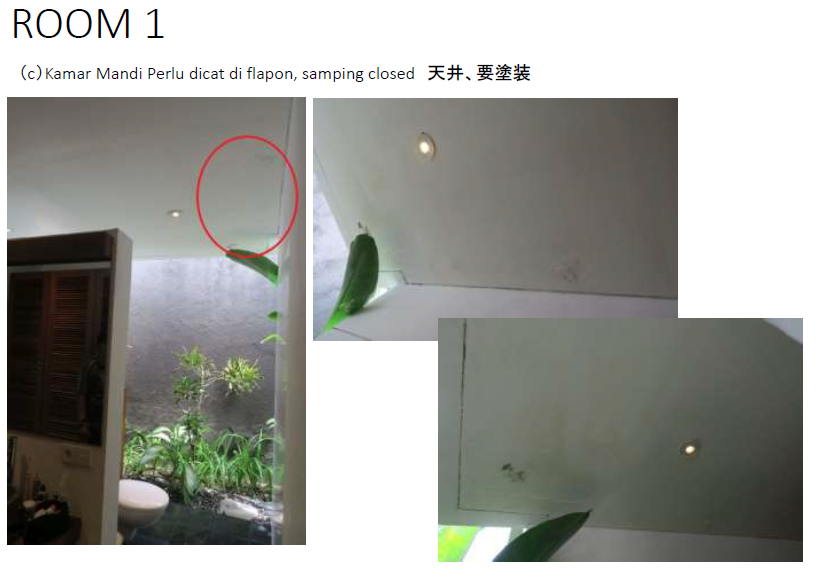 ROOM 1
（c）Kamar Mandi Perlu dicat di flapon, samping closed 天井、要塗装